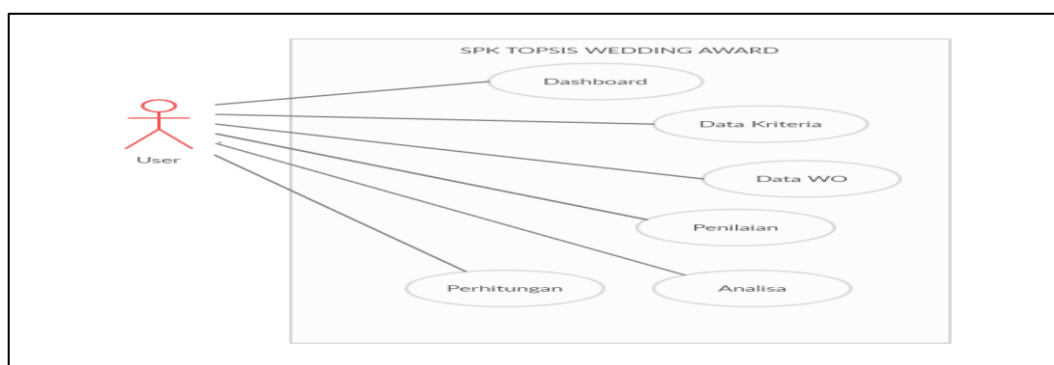 SPK TOPSIS WEDDING AWARD
Dashboard
Data Kriteria
User
Data WO
Penilaian
Perhitungan
Analisa